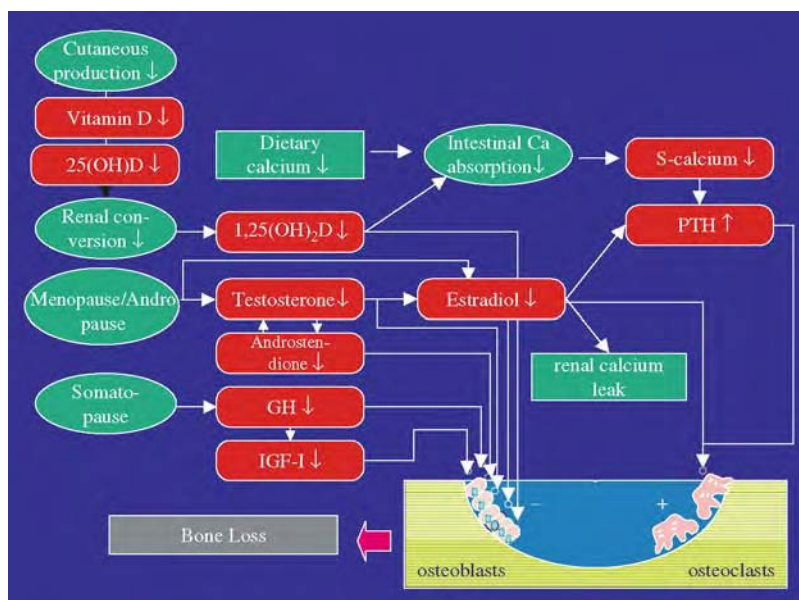 Cutaneous
production ↓
Vitamin D ↓
25(OH)D ↓
Dietary
calcium ↓
Intestinal Ca
absorption↓
S-calcium ↓
Renal con-
version ↓
1,25(OH)₂D ↓
PTH ↑
Menopause/Andro
pause
Testosterone ↓
Estradiol ↓
Androsten-
dione ↓
renal calcium
leak
Somato-
pause
GH ↓
IGF-I ↓
–
+
Bone Loss
osteoblasts
osteoclasts